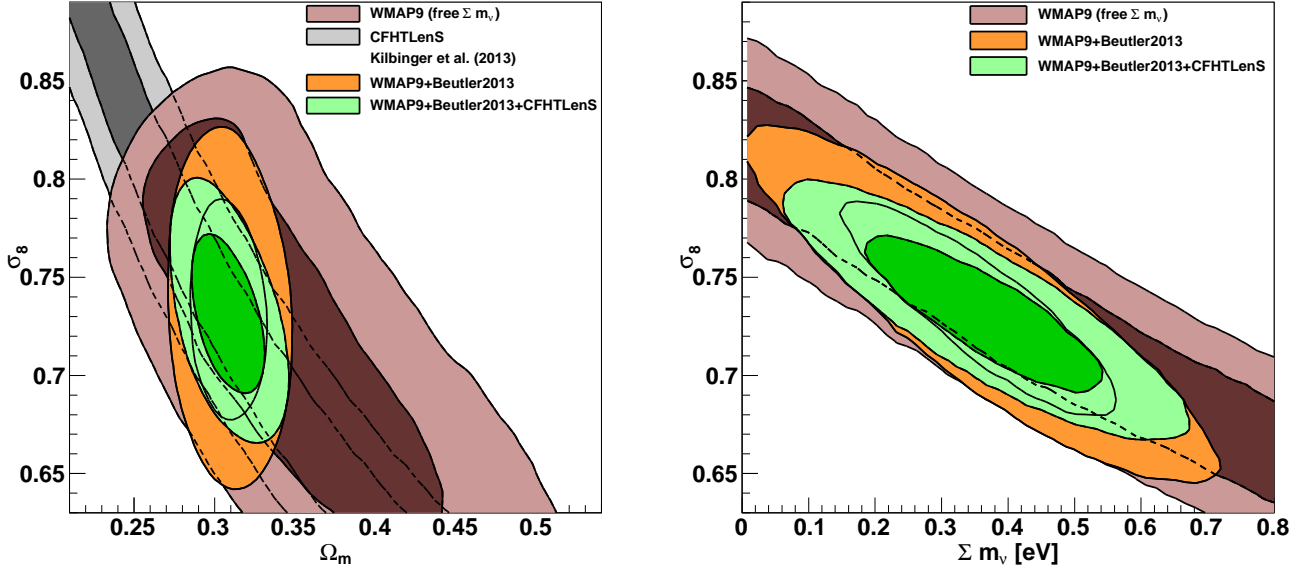 WMAP9 (free Σ mν)
CFHTLenS
Kilbinger et al. (2013)
WMAP9+Beutler2013
WMAP9+Beutler2013+CFHTLenS
0.85
0.8
0.75
0.7
0.65
σ8
0.25 0.3 0.35 0.4 0.45 0.5
Ωm
WMAP9 (free Σ mν)
WMAP9+Beutler2013
WMAP9+Beutler2013+CFHTLenS
0.85
0.8
0.75
0.7
0.65
σ8
0 0.1 0.2 0.3 0.4 0.5 0.6 0.7 0.8
Σ mν [eV]